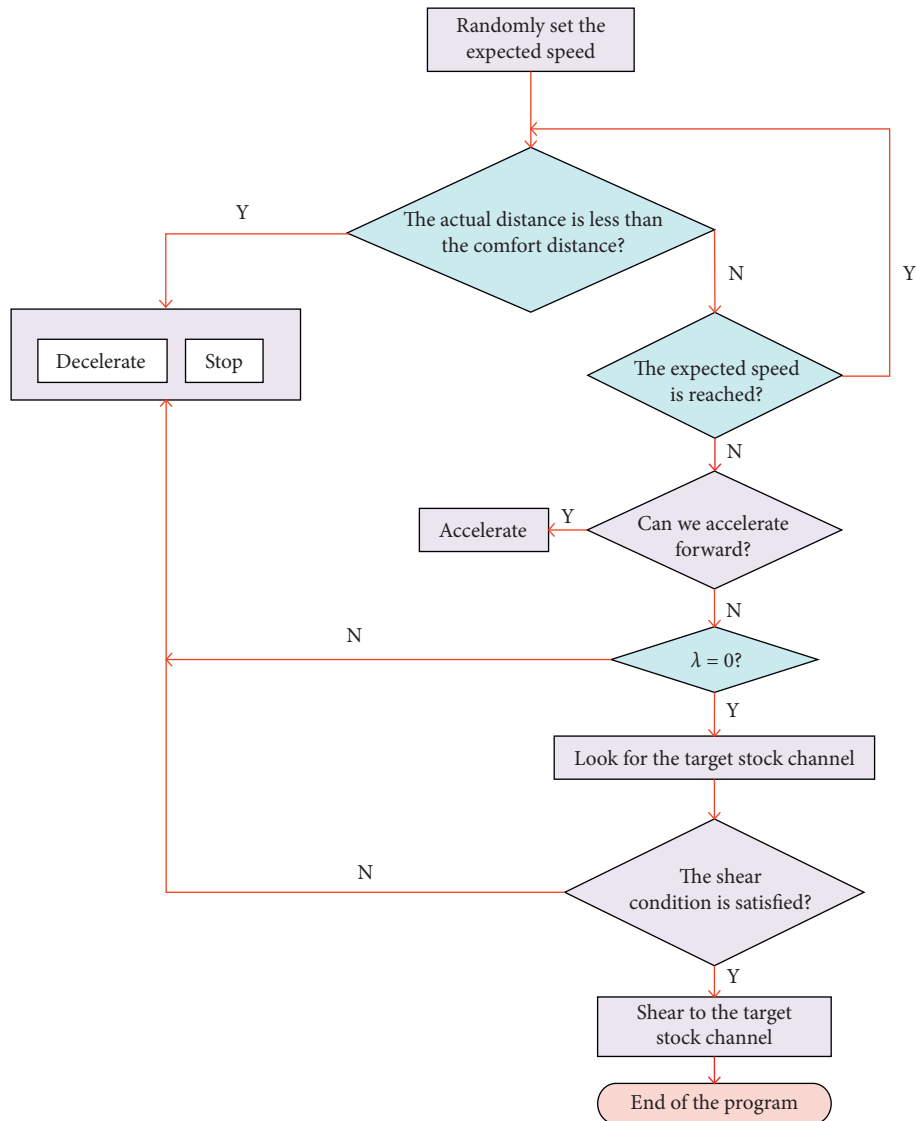 Randomly set the
expected speed
The actual distance is less than
the comfort distance?
Y
N
Y
Decelerate
Stop
The expected speed
is reached?
N
Accelerate
Y
Can we accelerate
forward?
N
N
λ = 0?
Y
Look for the target stock channel
N
The shear
condition is satisfied?
Y
Shear to the target
stock channel
End of the program